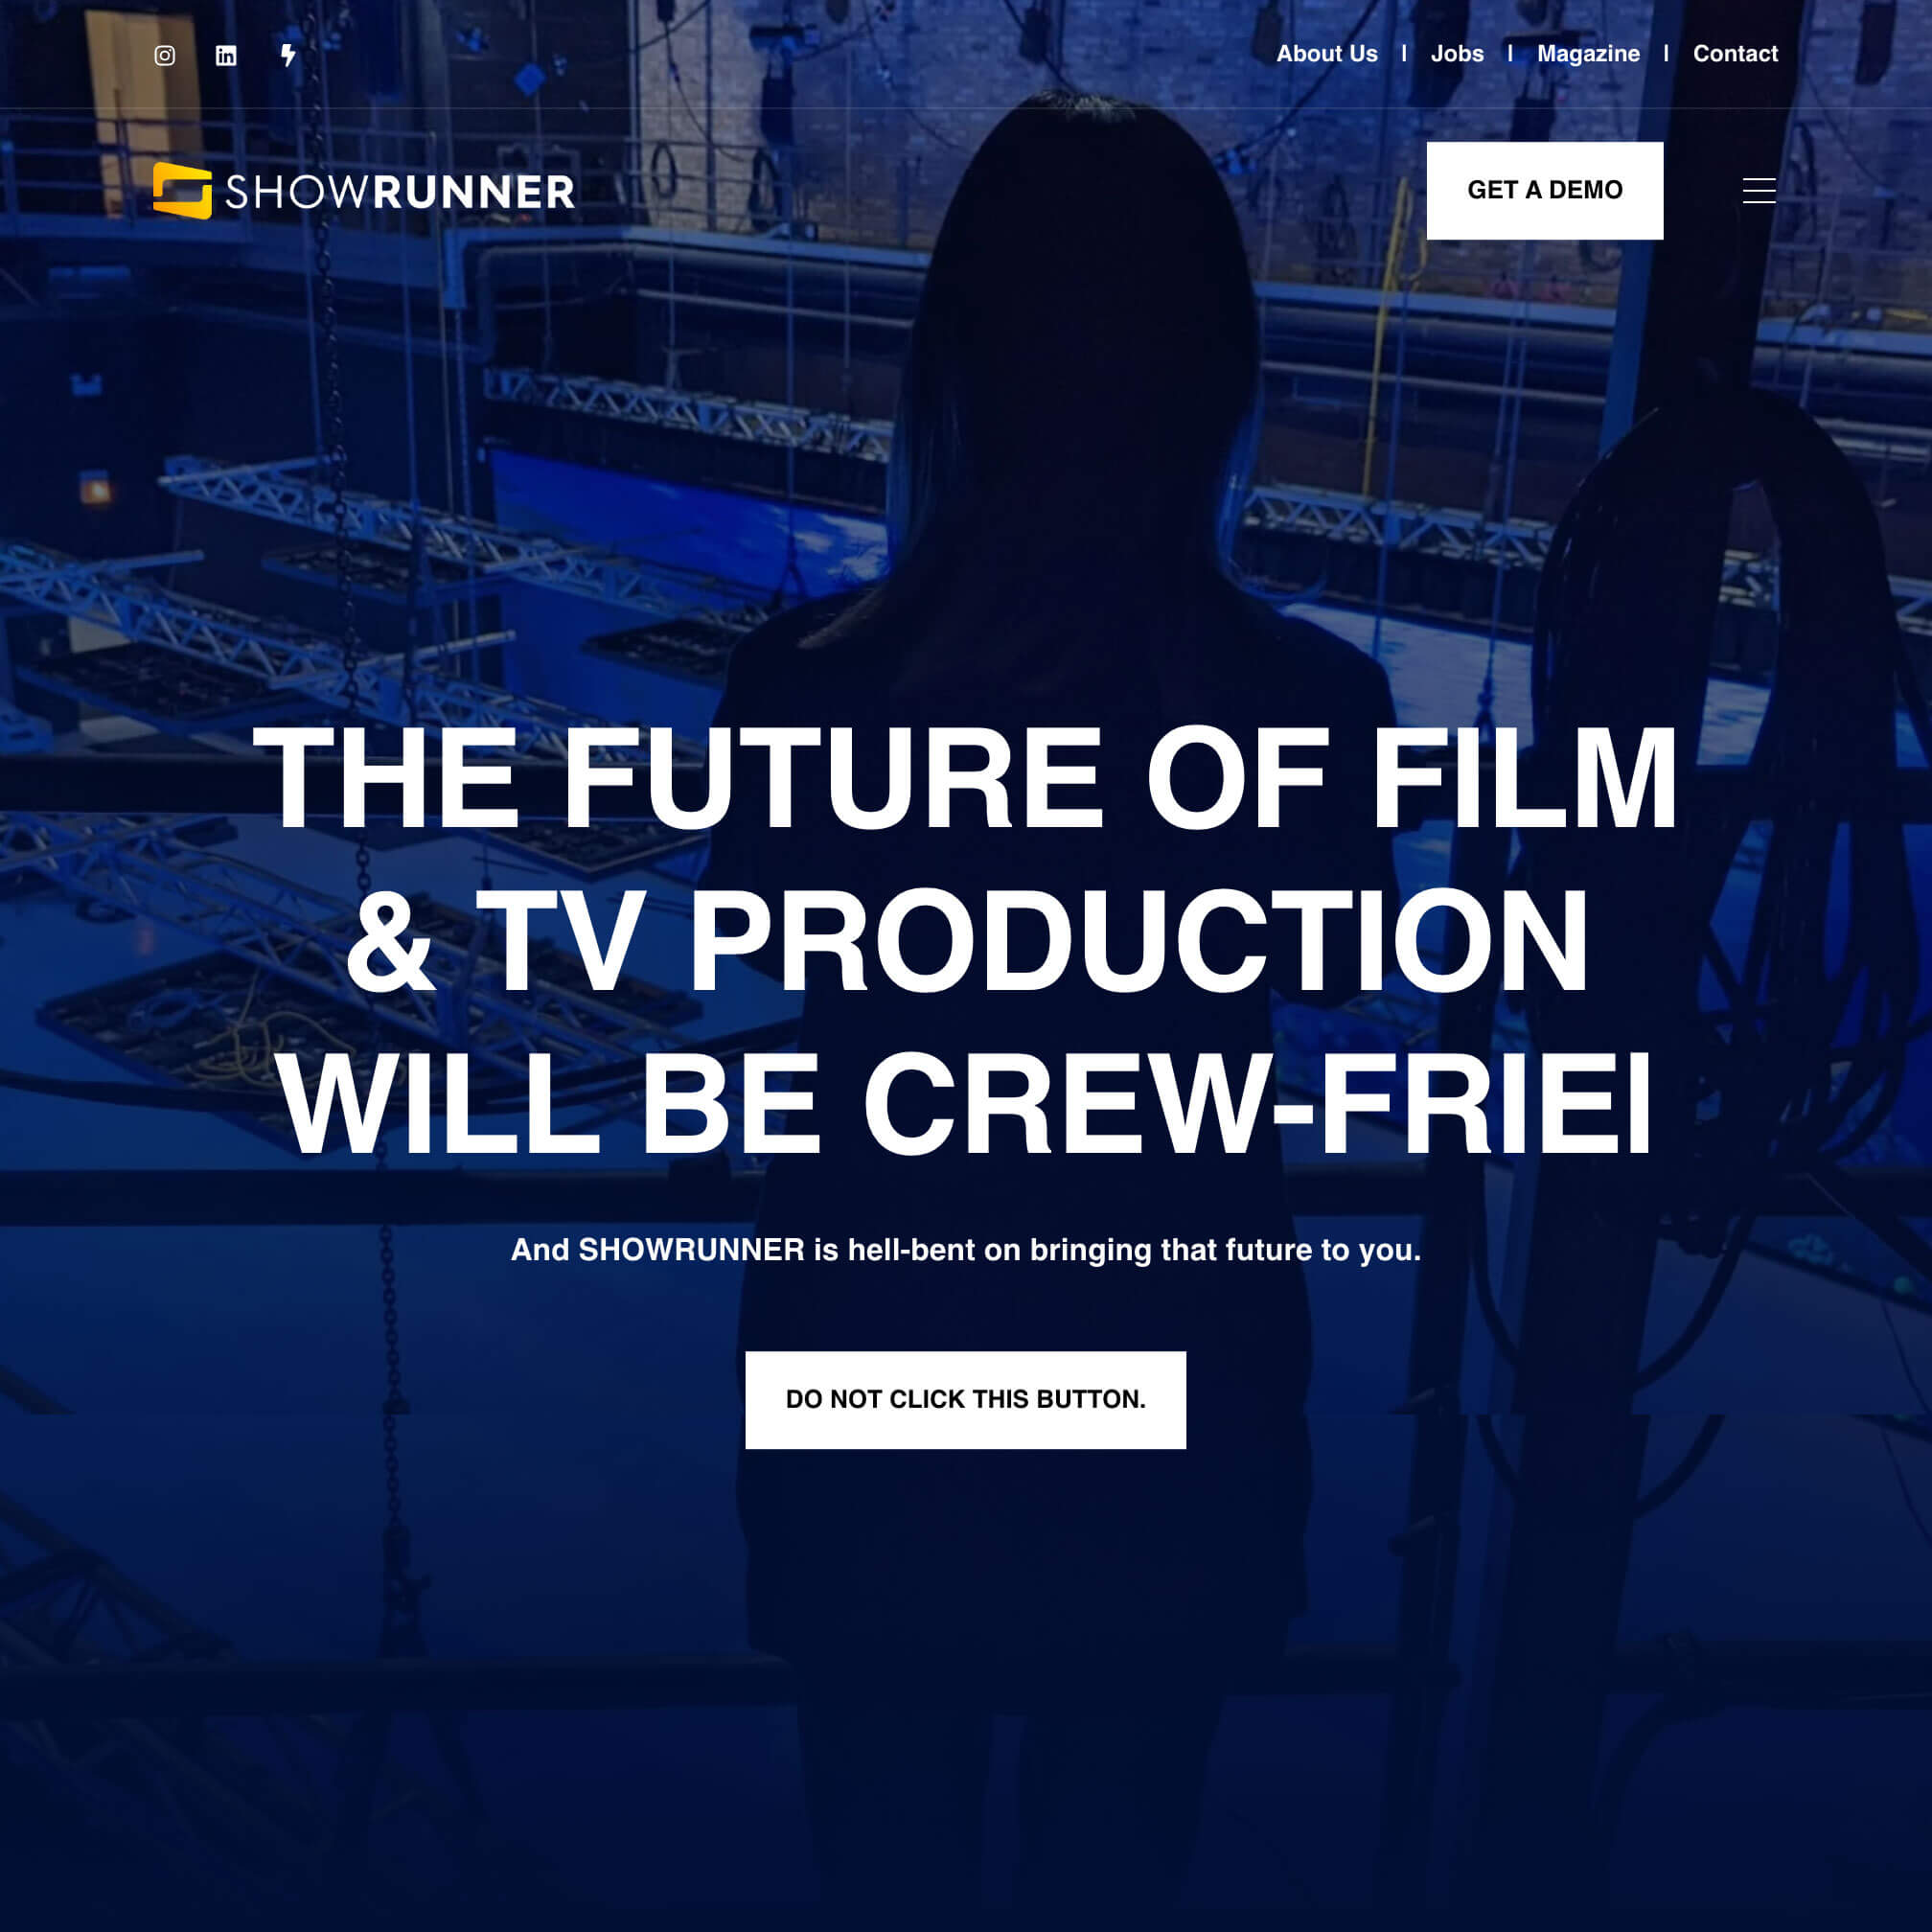 About Us | Jobs | Magazine | Contact
SHOWRUNNER
GET A DEMO
THE FUTURE OF FILM
& TV PRODUCTION
WILL BE CREW-FRIE|
And SHOWRUNNER is hell-bent on bringing that future to you.
DO NOT CLICK THIS BUTTON.